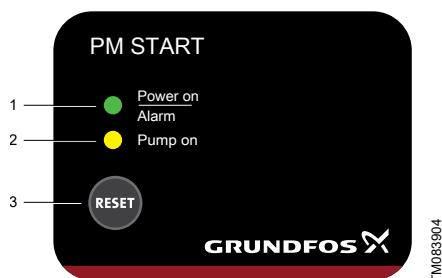 PM START
1
Power on
Alarm
2
Pump on
3
RESET
GRUNDFOS
TM083904